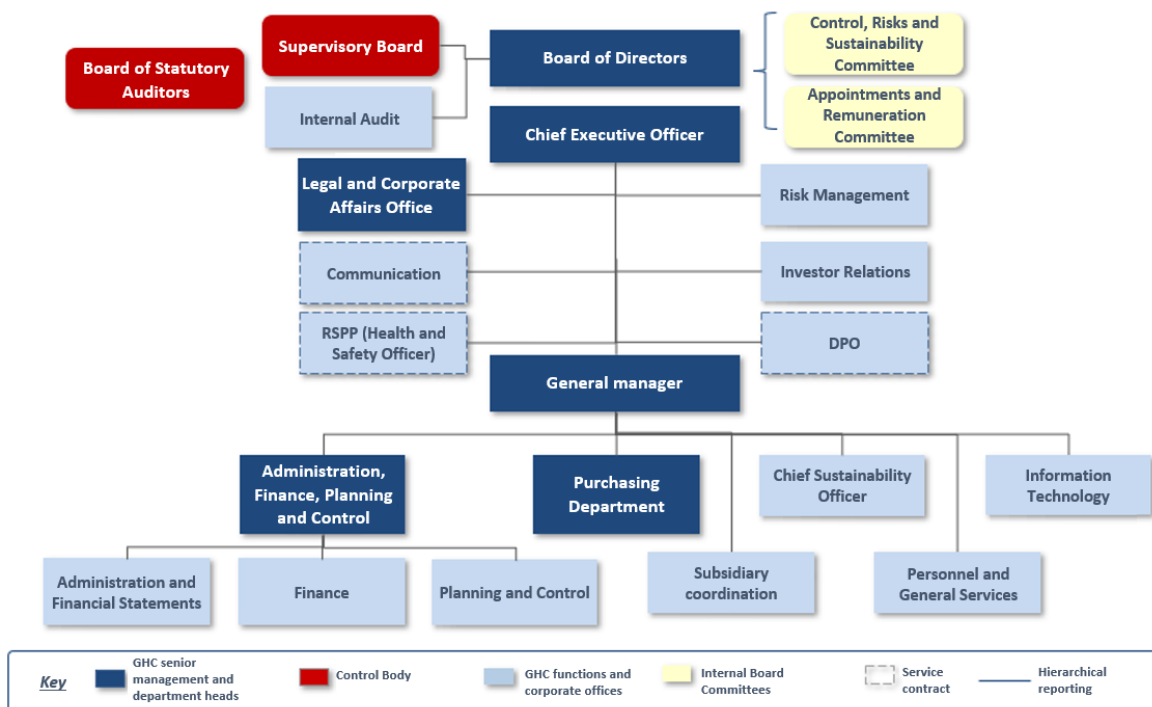 Board of Statutory
Auditors
Supervisory Board
Internal Audit
Board of Directors
Control, Risks and
Sustainability
Committee
Appointments and
Remuneration
Committee
Chief Executive Officer
Legal and Corporate
Affairs Office
Risk Management
Communication
Investor Relations
RSPP (Health and
Safety Officer)
DPO
General manager
Administration,
Finance, Planning
and Control
Purchasing
Department
Chief Sustainability
Officer
Information
Technology
Administration and
Financial Statements
Finance
Planning and Control
Subsidiary
coordination
Personnel and
General Services
Key
GHC senior
management and
department heads
Control Body
GHC functions and
corporate offices
Internal Board
Committees
Service
contract
Hierarchical
reporting